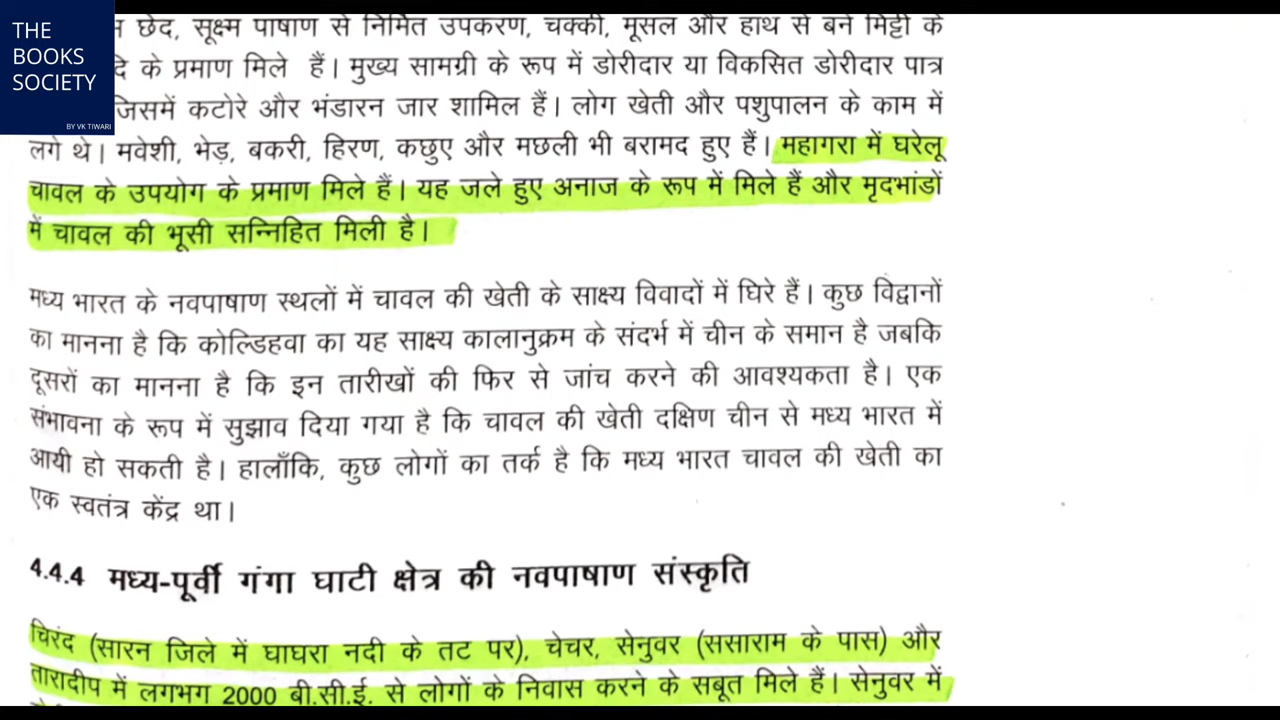 THE
BOOKS
SOCIETY
BY VK TIWARI
छेद, सूक्ष्म पाषाण से निर्मित उपकरण, चक्की, मूसल और हाथ से बने मिट्टी के
के प्रमाण मिले हैं। मुख्य सामग्री के रूप में डोरीदार या विकसित डोरीदार पात्र
जिसमें कटोरे और भंडारन जार शामिल हैं। लोग खेती और पशुपालन के काम में
लगे थे। मवेशी, भेड़, बकरी, हिरण, कछुए और मछली भी बरामद हुए हैं। महागरा में घरेलू
चावल के उपयोग के प्रमाण मिले हैं। यह जले हुए अनाज के रूप में मिले हैं और मृदभांडों
में चावल की भूसी सन्निहित मिली है।
मध्य भारत के नवपाषाण स्थलों में चावल की खेती के साक्ष्य विवादों में घिरे हैं। कुछ विद्वानों
का मानना है कि कोल्डिहवा का यह साक्ष्य कालानुक्रम के संदर्भ में चीन के समान है जबकि
दूसरों का मानना है कि इन तारीखों की फिर से जांच करने की आवश्यकता है। एक
संभावना के रूप में सुझाव दिया गया है कि चावल की खेती दक्षिण चीन से मध्य भारत में
आयी हो सकती है। हालाँकि, कुछ लोगों का तर्क है कि मध्य भारत चावल की खेती का
एक स्वतंत्र केंद्र था।
4.4.4 मध्य-पूर्वी गंगा घाटी क्षेत्र की नवपाषाण संस्कृति
चिरंद (सारन जिले में घाघरा नदी के तट पर), चेचर, सेनुवर (ससाराम के पास) और
तारादीप में लगभग 2000 बी.सी.ई. से लोगों के निवास करने के सबूत मिले हैं। सेनुवर में